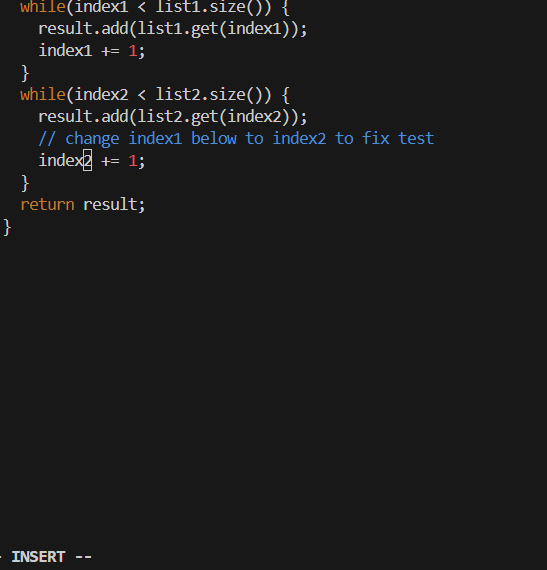 while(index1 < list1.size()) {
result.add(list1.get(index1));
index1 += 1;
}
while(index2 < list2.size()) {
result.add(list2.get(index2));
// change index1 below to index2 to fix test
index2 += 1;
}
return result;
}
- INSERT --